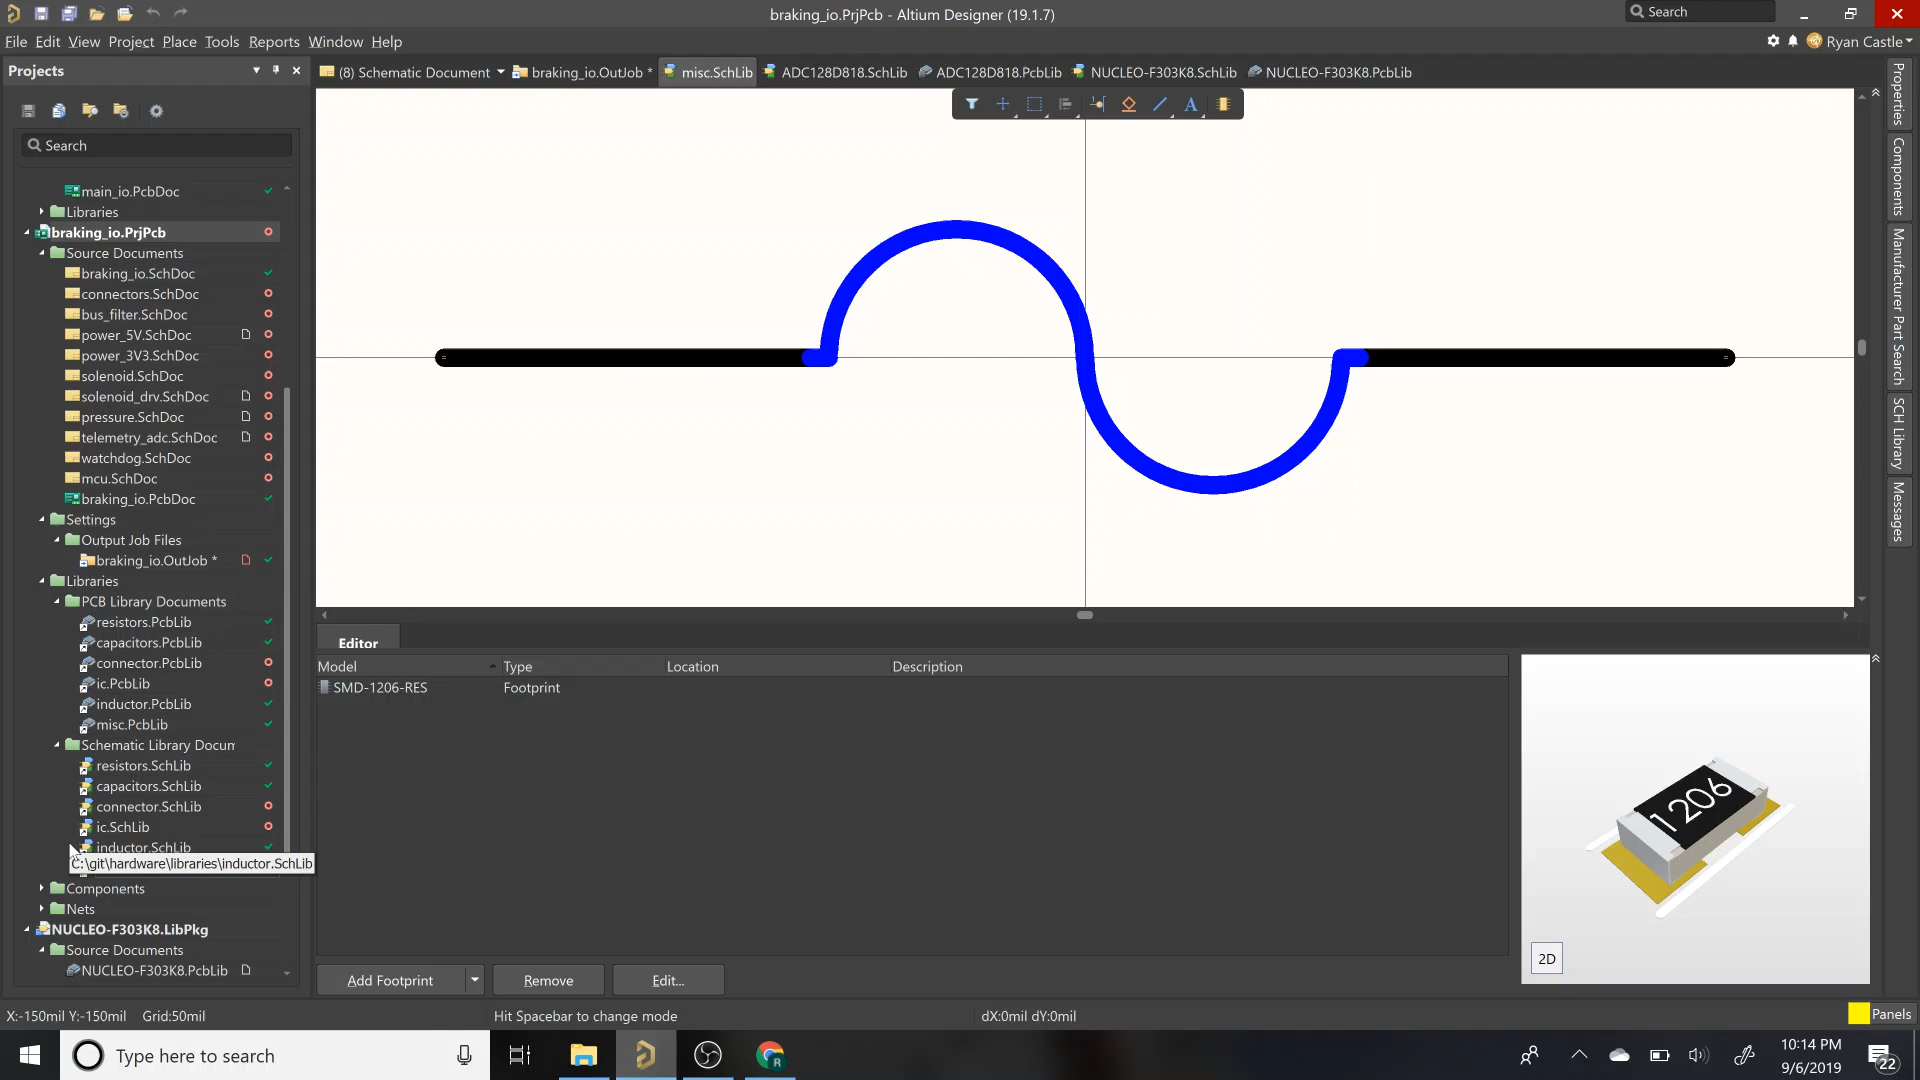 braking_io.PrjPcb - Altium Designer (19.1.7)
Search
File Edit View Project Place Tools Reports Window Help
Ryan Castle
Projects
(8) Schematic Document
braking_io.OutJob *
misc.SchLib
ADC128D818.SchLib
ADC128D818.PcbLib
NUCLEO-F303K8.SchLib
NUCLEO-F303K8.PcbLib
Search
main_io.PcbDoc
Libraries
braking_io.PrjPcb
Source Documents
braking_io.SchDoc
connectors.SchDoc
bus_filter.SchDoc
power_5V.SchDoc
power_3V3.SchDoc
solenoid.SchDoc
solenoid_drv.SchDoc
pressure.SchDoc
telemetry_adc.SchDoc
watchdog.SchDoc
mcu.SchDoc
braking_io.PcbDoc
Settings
Output Job Files
braking_io.OutJob *
Libraries
PCB Library Documents
resistors.PcbLib
capacitors.PcbLib
connector.PcbLib
ic.PcbLib
inductor.PcbLib
misc.PcbLib
Schematic Library Docum
resistors.SchLib
capacitors.SchLib
connector.SchLib
ic.SchLib
inductor.SchLib
C:\git\hardware\libraries\inductor.SchLib
Components
Nets
NUCLEO-F303K8.LibPkg
Source Documents
NUCLEO-F303K8.PcbLib
A
Editor
Model Type Location Description
SMD-1206-RES Footprint
1206
2D
Add Footprint
Remove
Edit...
Properties
Components
Manufacturer Part Search
SCH Library
Messages
X:-150mil Y:-150mil Grid:50mil
Hit Spacebar to change mode
dX:0mil dY:0mil
Panels
Type here to search
R
10:14 PM
9/6/2019
22